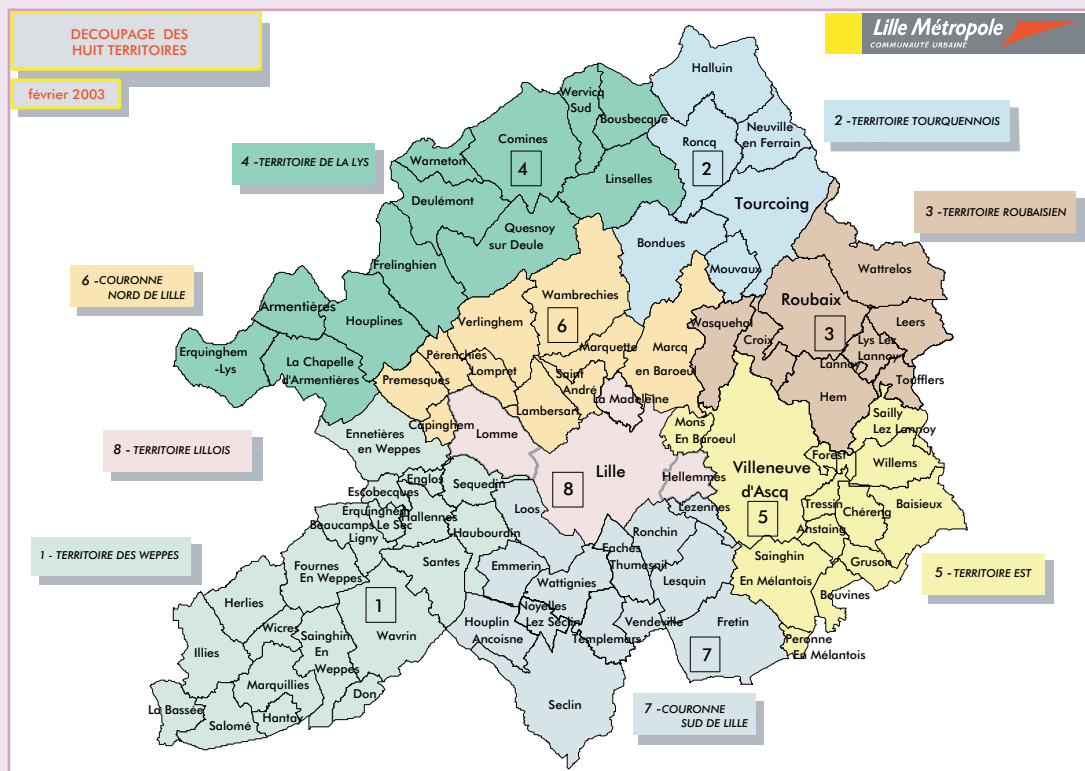 DECOUPAGE DES
HUIT TERRITOIRES
février 2003
Lille Métropole
COMMUNAUTÉ URBAINE
2 - TERRITOIRE TOURQUENNOIS
Halluin
Roncq
2
Neuville
en Ferrain
Tourcoing
Bondues
Mouvaux
4 - TERRITOIRE DE LA LYS
Wervicq
Sud
Bousbecque
Comines
4
Warneton
Linselles
Deulémont
Quesnoy
sur Deule
Frelinghien
Armentières
Houplines
Erquinghem
-Lys
La Chapelle
d'Armentières
3 - TERRITOIRE ROUBAISIEN
Wattrelos
Roubaix
3
Wasquehal
Croix
Leers
Lys Lez
Lannoy
Lannoy
Toufflers
Hem
6 - COURONNE
NORD DE LILLE
Wambrechies
6
Verlinghem
Pérenchies
Marquette
Marcq
en Baroeul
Premesques
Lompret
Saint
André
Lambersart
Capinghem
8 - TERRITOIRE LILLOIS
La Madeleine
Lomme
Lille
8
Hellemmes
5 - TERRITOIRE EST
Mons
En Baroeul
Villeneuve
d'Ascq
5
Sailly
Lez Lannoy
Forest
Willems
Tressin
Chéreng
Baisieux
Anstaing
Gruson
Sainghin
En Mélantois
Bouvines
Peronne
En Mélantois
1 - TERRITOIRE DES WEPPES
Ennetières
en Weppes
Englos
Sequedin
Escobecques
Erquinghem
Le Sec
Hallennes
Beaucamps
Ligny
Haubourdin
Fournes
En Weppes
Santes
1
Herlies
Wicres
Wavrin
Sainghin
En
Weppes
Illies
Marquillies
Don
La Bassée
Salomé
Hantay
7 - COURONNE
SUD DE LILLE
Loos
Lezennes
Ronchin
Faches
Thumesnil
Emmerin
Wattignies
Lesquin
Noyelles
Lez Seclin
Houplin
Ancoisne
Vendeville
Templemars
Fretin
7
Seclin